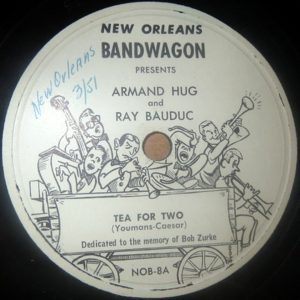 NEW ORLEANS
BANDWAGON
PRESENTS
New Orleans
3/51
ARMAND HUG
and
RAY BAUDUC
TEA FOR TWO
(Youmans-Caesar)
Dedicated to the memory of Bob Zurke
NOB-8A